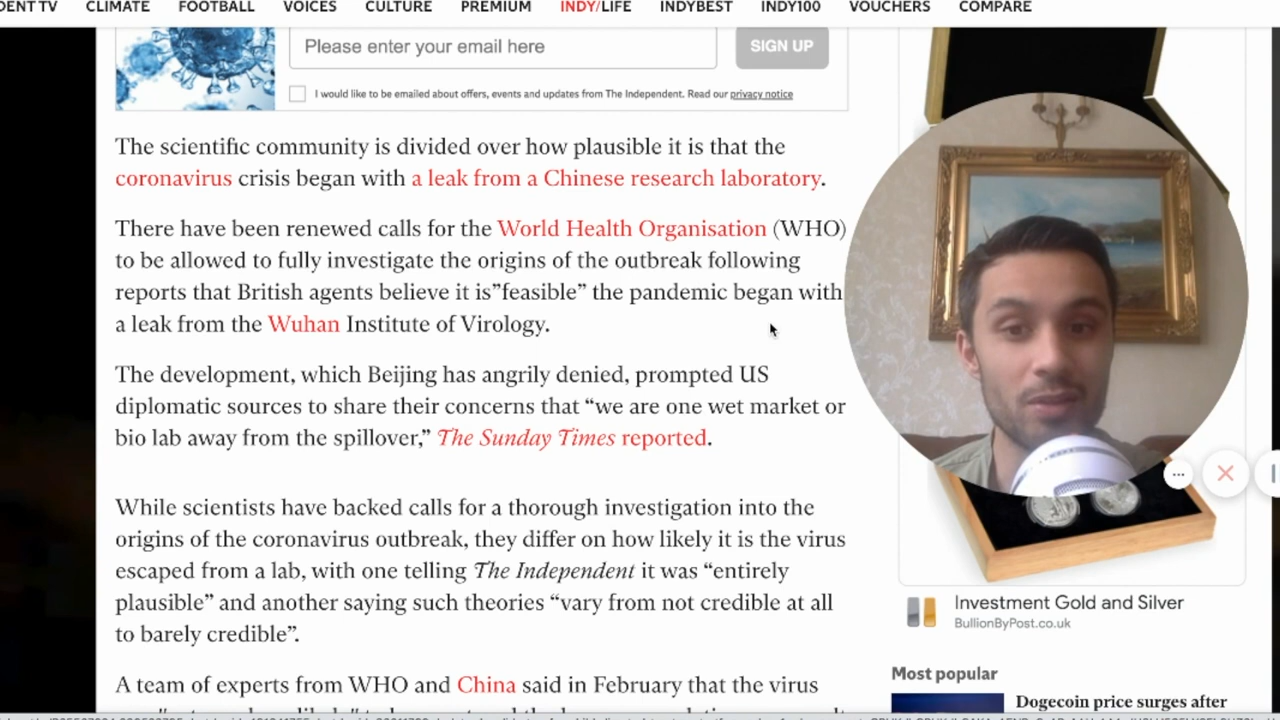 DENT TV CLIMATE FOOTBALL VOICES CULTURE PREMIUM INDY/LIFE INDYBEST INDY100 VOUCHERS COMPARE
Please enter your email here
SIGN UP
I would like to be emailed about offers, events and updates from The Independent. Read our privacy notice
The scientific community is divided over how plausible it is that the
coronavirus crisis began with a leak from a Chinese research laboratory.
There have been renewed calls for the World Health Organisation (WHO)
to be allowed to fully investigate the origins of the outbreak following
reports that British agents believe it is”feasible” the pandemic began with
a leak from the Wuhan Institute of Virology.
The development, which Beijing has angrily denied, prompted US
diplomatic sources to share their concerns that “we are one wet market or
bio lab away from the spillover,” The Sunday Times reported.
While scientists have backed calls for a thorough investigation into the
origins of the coronavirus outbreak, they differ on how likely it is the virus
escaped from a lab, with one telling The Independent it was “entirely
plausible” and another saying such theories “vary from not credible at all
to barely credible”.
A team of experts from WHO and China said in February that the virus
Investment Gold and Silver
BullionByPost.co.uk
Most popular
Dogecoin price surges after